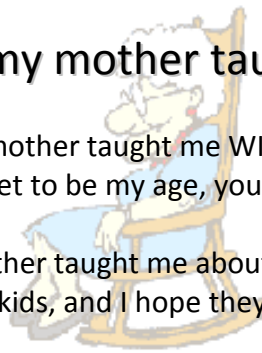 my mother tau
nother taught me WI
et to be my age, you
ther taught me about
kids, and I hope they